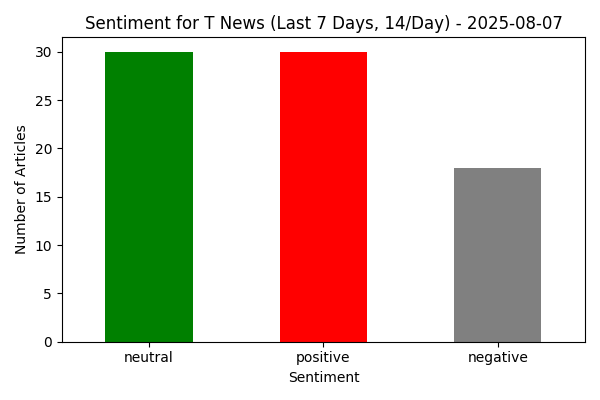 Sentiment for T News (Last 7 Days, 14/Day) - 2025-08-07
30
25
20
15
10
5
0
Number of Articles
neutral positive negative
Sentiment